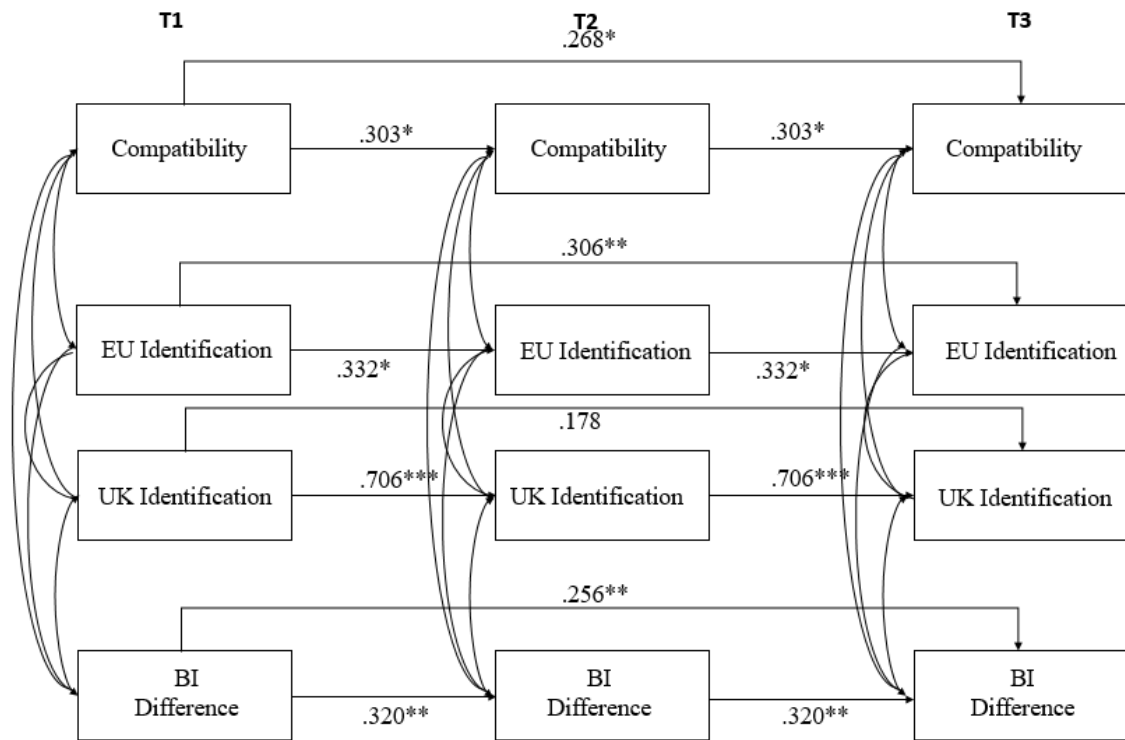 T1
T2
T3
.268*
Compatibility
.303*
Compatibility
.303*
Compatibility
.306**
EU Identification
.332*
EU Identification
.332*
EU Identification
.178
UK Identification
.706***
UK Identification
.706***
UK Identification
.256**
BI
Difference
.320**
BI
Difference
.320**
BI
Difference